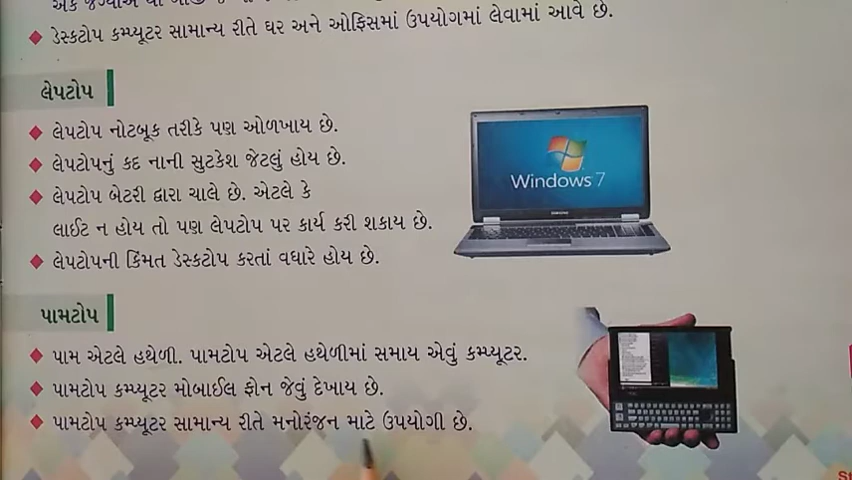 ડેસ્કટોપ કમ્પ્યૂટર સામાન્ય રીતે ઘર અને ઓફિસમાં ઉપયોગમાં લેવામાં આવે છે.
લેપટોપ
લેપટોપ નોટબૂક તરીકે પણ ઓળખાય છે.
લેપટોપનું કદ નાની સુટકેશ જેટલું હોય છે.
લેપટોપ બેટરી દ્વારા ચાલે છે. એટલે કે
લાઈટ ન હોય તો પણ લેપટોપ પર કાર્ય કરી શકાય છે.
લેપટોપની કિંમત ડેસ્કટોપ કરતાં વધારે હોય છે.
Windows 7
SAMSUNG
પામટોપ
પામ એટલે હથેળી. પામટોપ એટલે હથેળીમાં સમાય એવું કમ્પ્યૂટર.
પામટોપ કમ્પ્યૂટર મોબાઈલ ફોન જેવું દેખાય છે.
પામટોપ કમ્પ્યૂટર સામાન્ય રીતે મનોરંજન માટે ઉપયોગી છે.
St